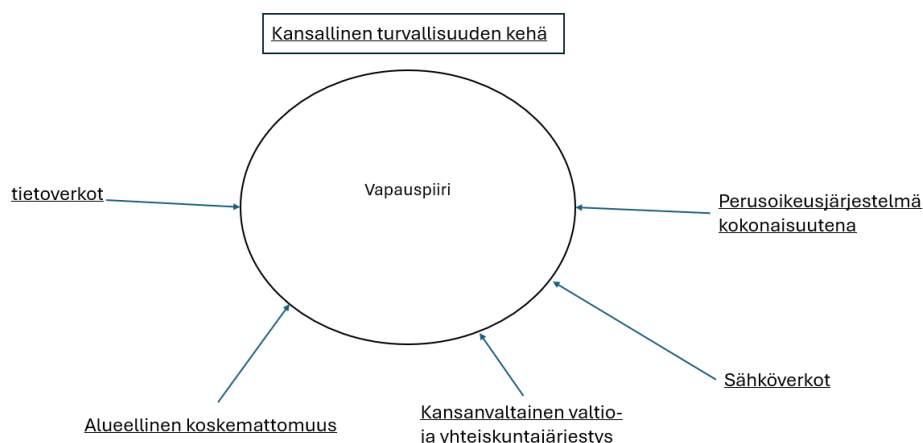 Kansallinen turvallisuuden kehä
Vapauspiiri
tietoverkot
Perusoikeusjärjestelmä
kokonaisuutena
Sähköverkot
Kansanvaltainen valtio-
ja yhteiskuntajärjestys
Alueellinen koskemattomuus